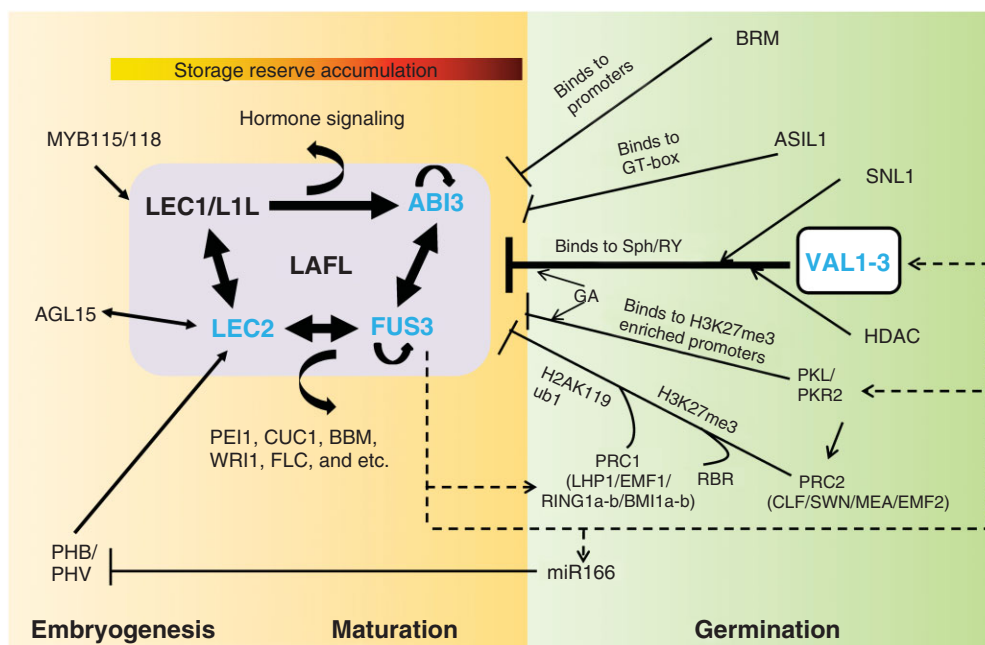 BRM
Storage reserve accumulation
Binds to
promoters
Hormone signaling
MYB115/118
Binds to
GT-box
ASIL1
SNL1
LEC1/L1L
ABI3
LAFL
Binds to Sph/RY
VAL1-3
GA
AGL15
LEC2
FUS3
Binds to H3K27me3
enriched promoters
HDAC
H2AK119
ub1
H3K27me3
PKL/
PKR2
PEI1, CUC1, BBM,
WRI1, FLC, and etc.
PRC1
(LHP1/EMF1/
RING1a-b/BMI1a-b)
RBR
PRC2
(CLF/SWN/MEA/EMF2)
PHB/
PHV
miR166
Embryogenesis
Maturation
Germination